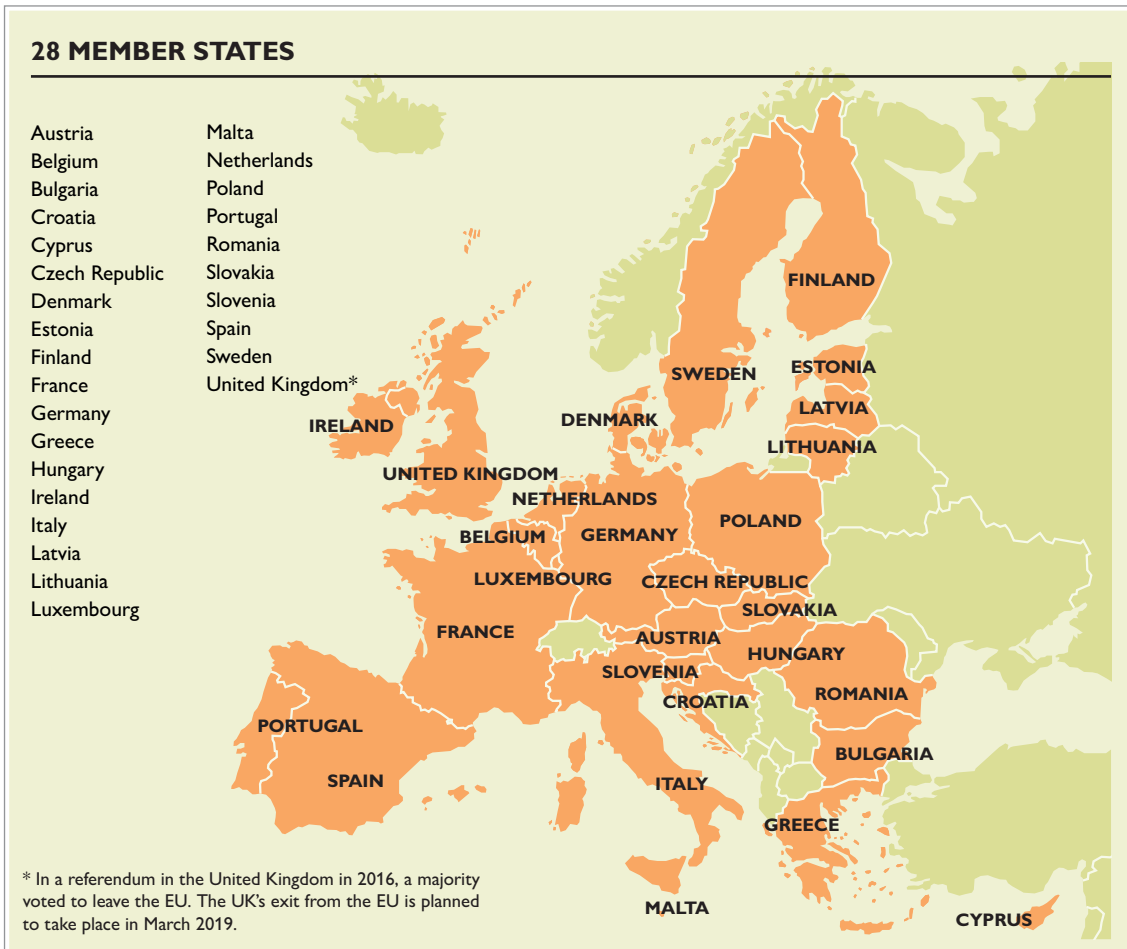 28 MEMBER STATES
Austria
Belgium
Bulgaria
Croatia
Cyprus
Czech Republic
Denmark
Estonia
Finland
France
Germany
Greece
Hungary
Ireland
Italy
Latvia
Lithuania
Luxembourg
Malta
Netherlands
Poland
Portugal
Romania
Slovakia
Slovenia
Spain
Sweden
United Kingdom*
FINLAND
SWEDEN
ESTONIA
LATVIA
LITHUANIA
DENMARK
IRELAND
UNITED KINGDOM
NETHERLANDS
BELGIUM
GERMANY
POLAND
LUXEMBOURG
CZECH REPUBLIC
SLOVAKIA
FRANCE
AUSTRIA
HUNGARY
SLOVENIA
ROMANIA
CROATIA
PORTUGAL
SPAIN
BULGARIA
ITALY
GREECE
MALTA
CYPRUS
* In a referendum in the United Kingdom in 2016, a majority
voted to leave the EU. The UK's exit from the EU is planned
to take place in March 2019.